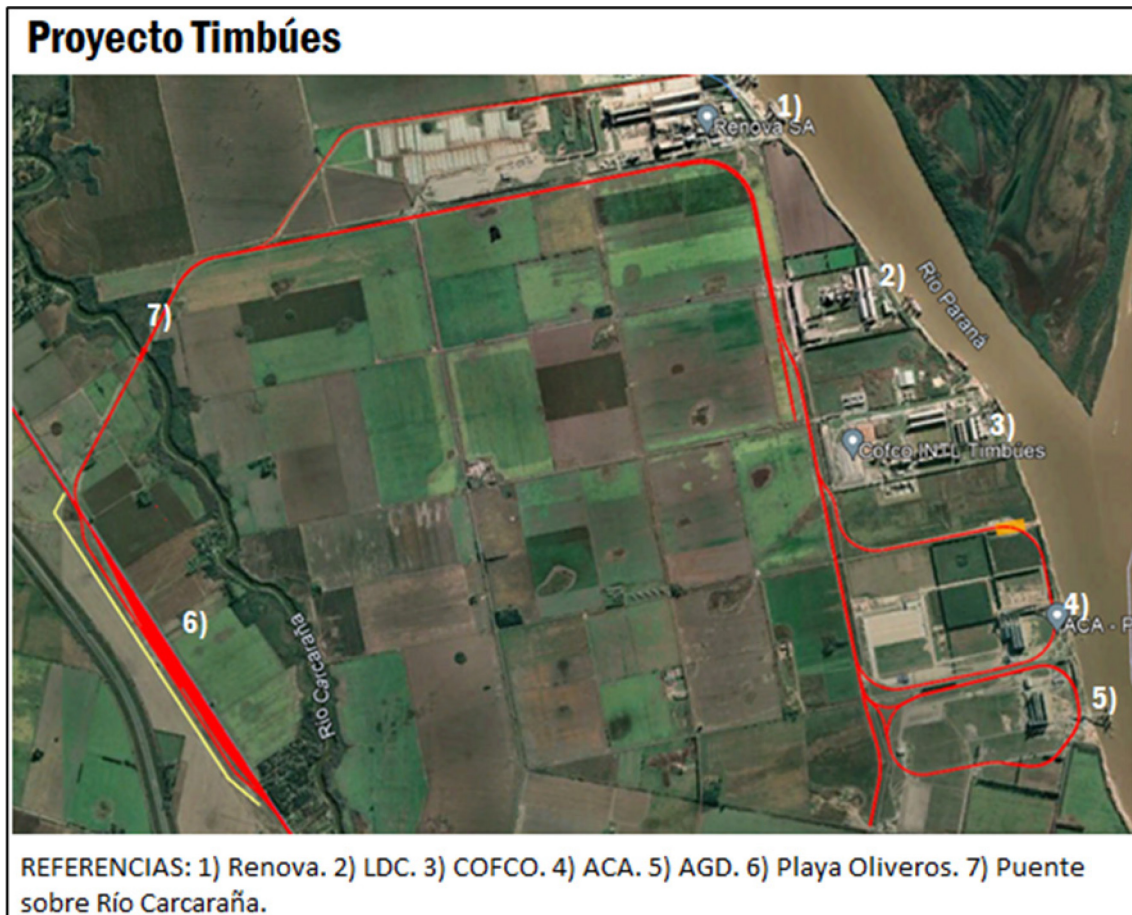 Proyecto Timbúes
1)
Renova SA
2)
Río Paraná
7)
3)
Cofco INTL Timbúes
4)
ACA - P
6)
Río Carcaraña
5)
REFERENCIAS: 1) Renova. 2) LDC. 3) COFCO. 4) ACA. 5) AGD. 6) Playa Oliveros. 7) Puente
sobre Río Carcaraña.